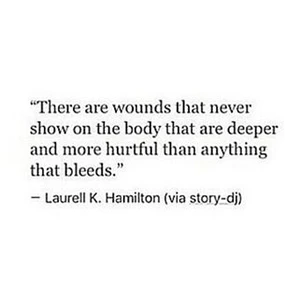 “There are wounds that never
show on the body that are deeper
and more hurtful than anything
that bleeds.”
— Laurell K. Hamilton (via story-dj)